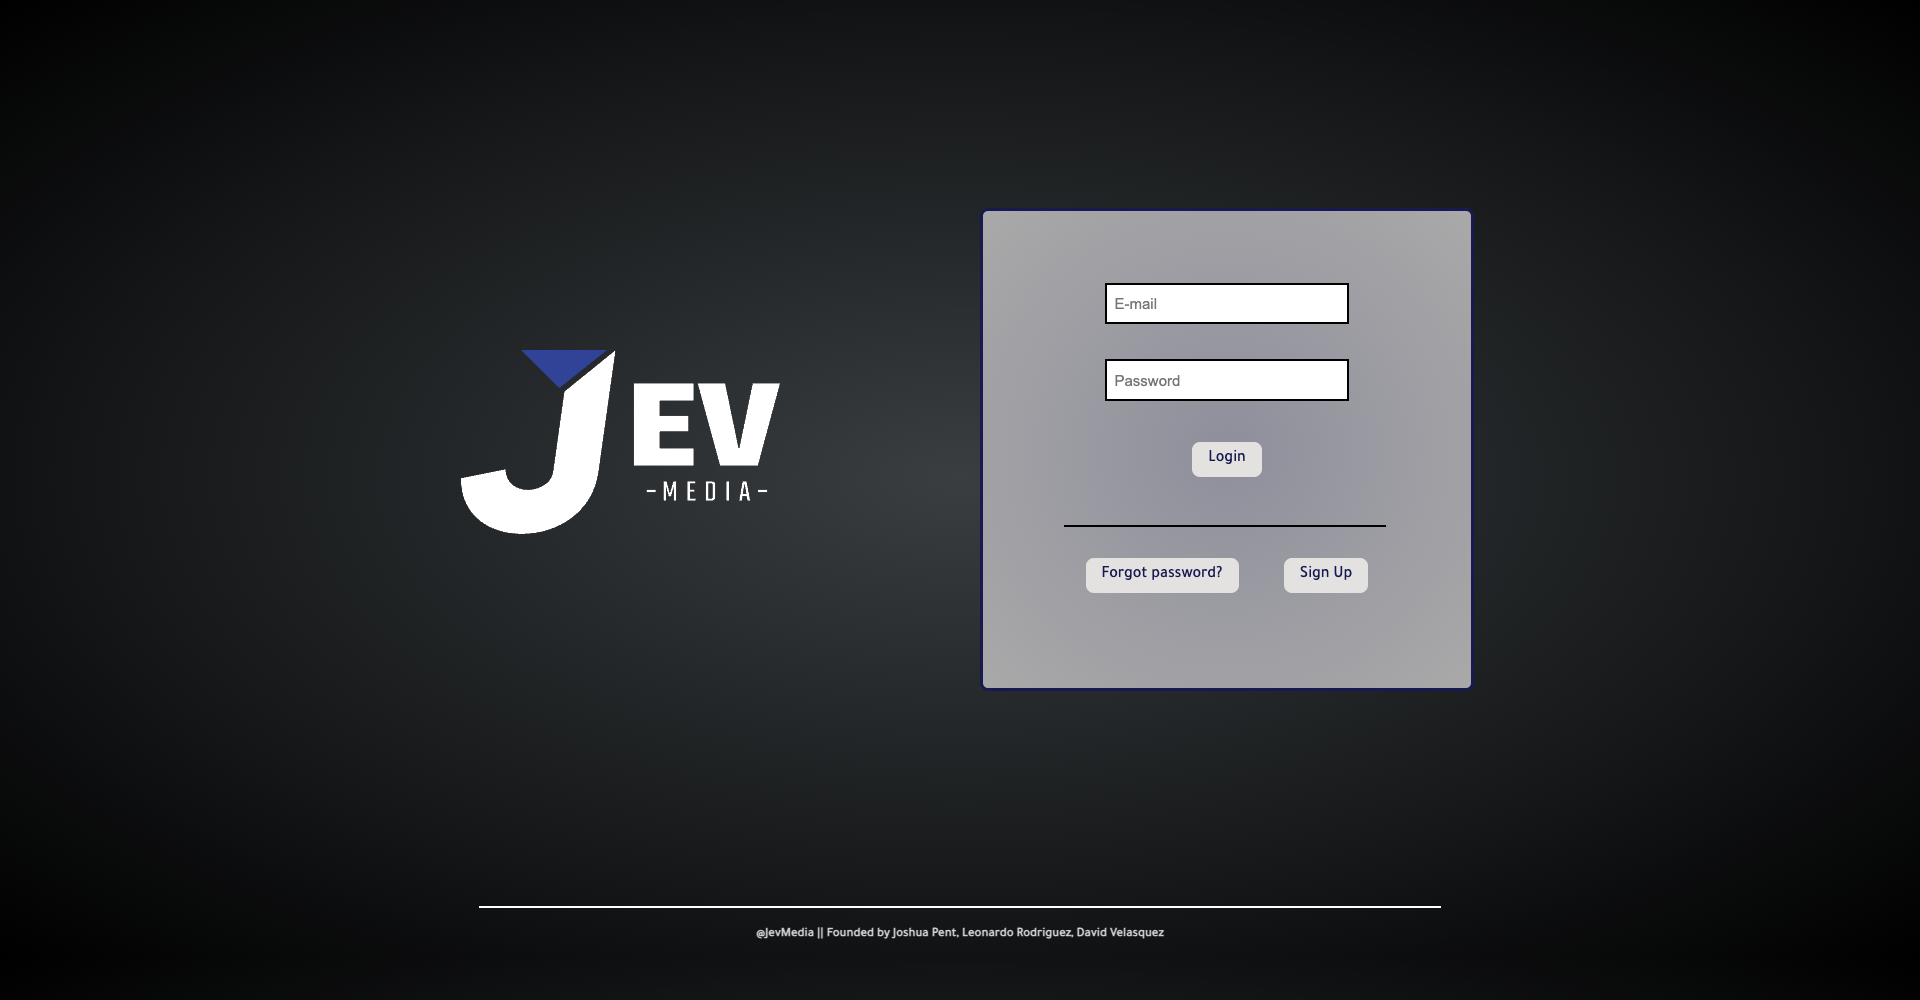 JEV
-MEDIA-
E-mail
Password
Login
Forgot password?
Sign Up
@JevMedia || Founded by Joshua Pent, Leonardo Rodriguez, David Velasquez